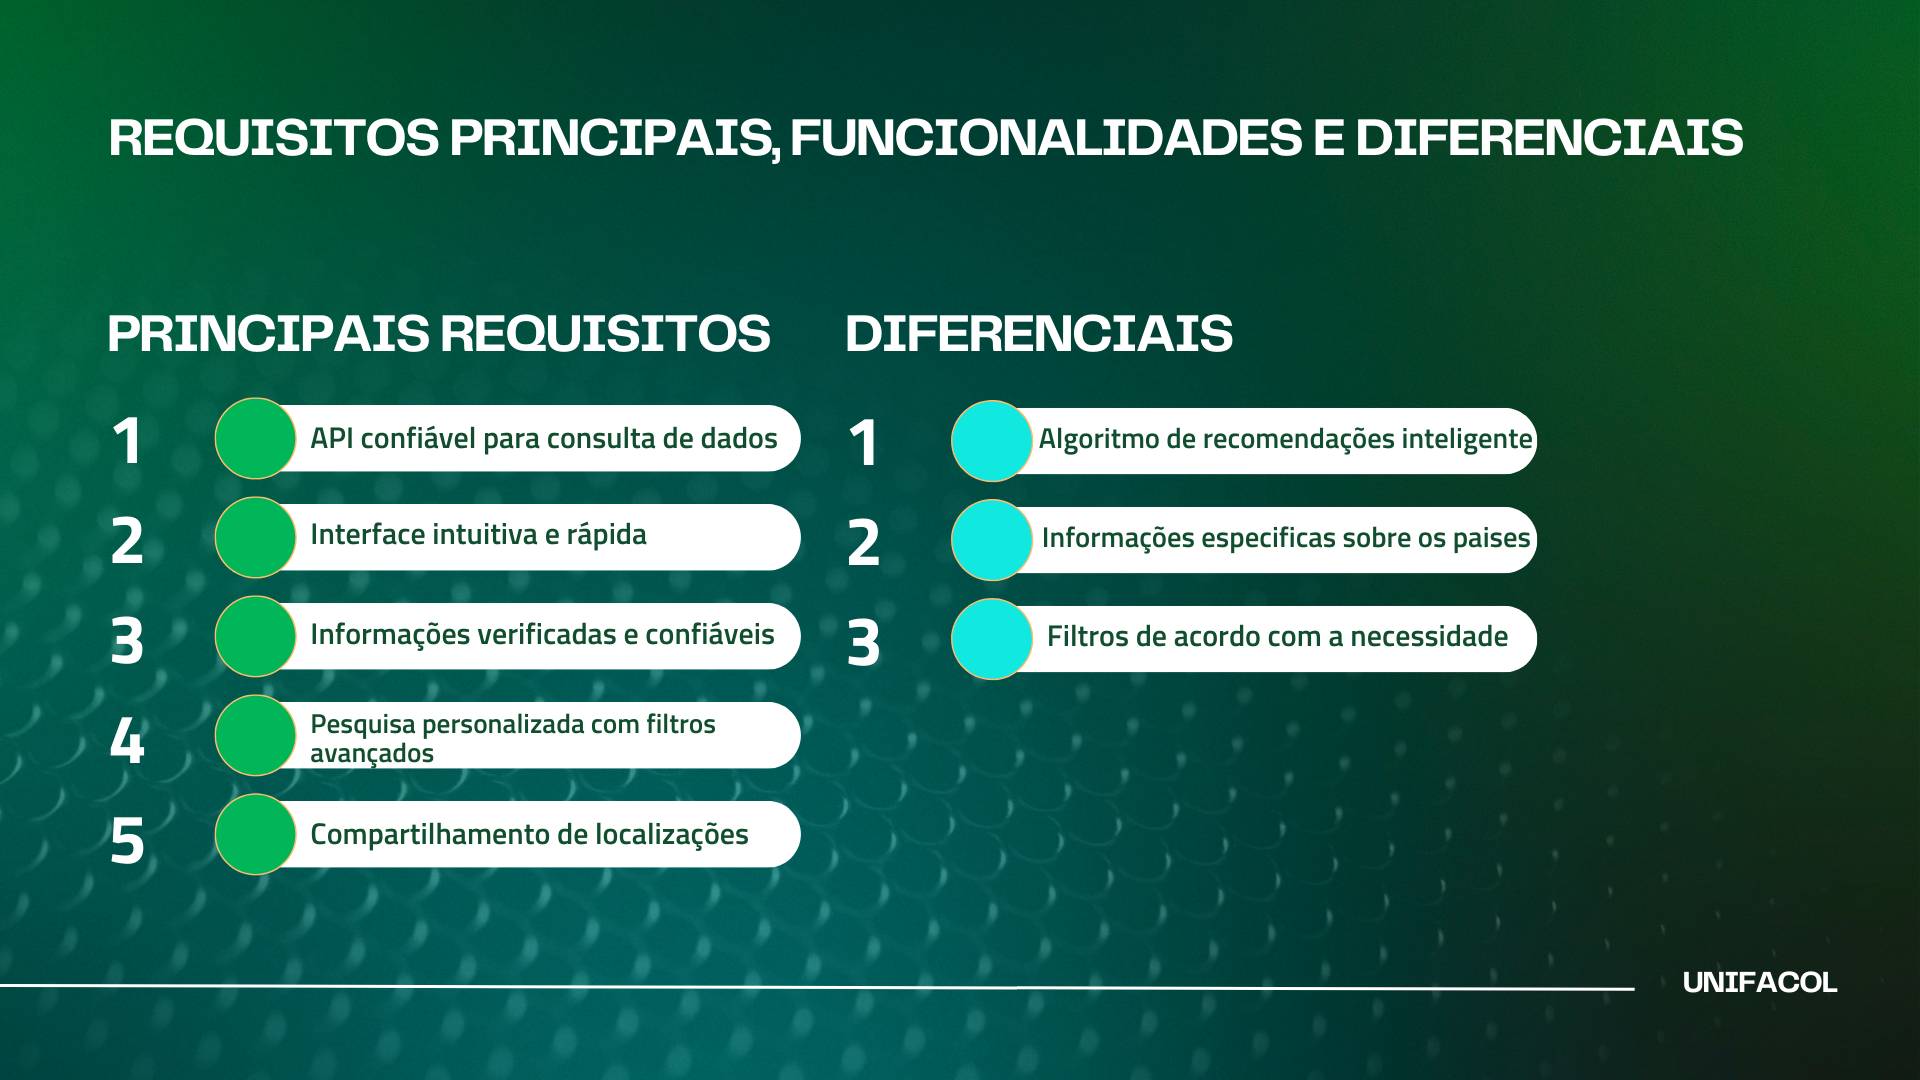 REQUISITOS PRINCIPAIS, FUNCIONALIDADES E DIFERENCIAIS
PRINCIPAIS REQUISITOS
1
API confiável para consulta de dados
2
Interface intuitiva e rápida
3
Informações verificadas e confiáveis
4
Pesquisa personalizada com filtros
avançados
5
Compartilhamento de localizações
DIFERENCIAIS
1
Algoritmo de recomendações inteligente
2
Informações especificas sobre os paises
3
Filtros de acordo com a necessidade
UNIFACOL